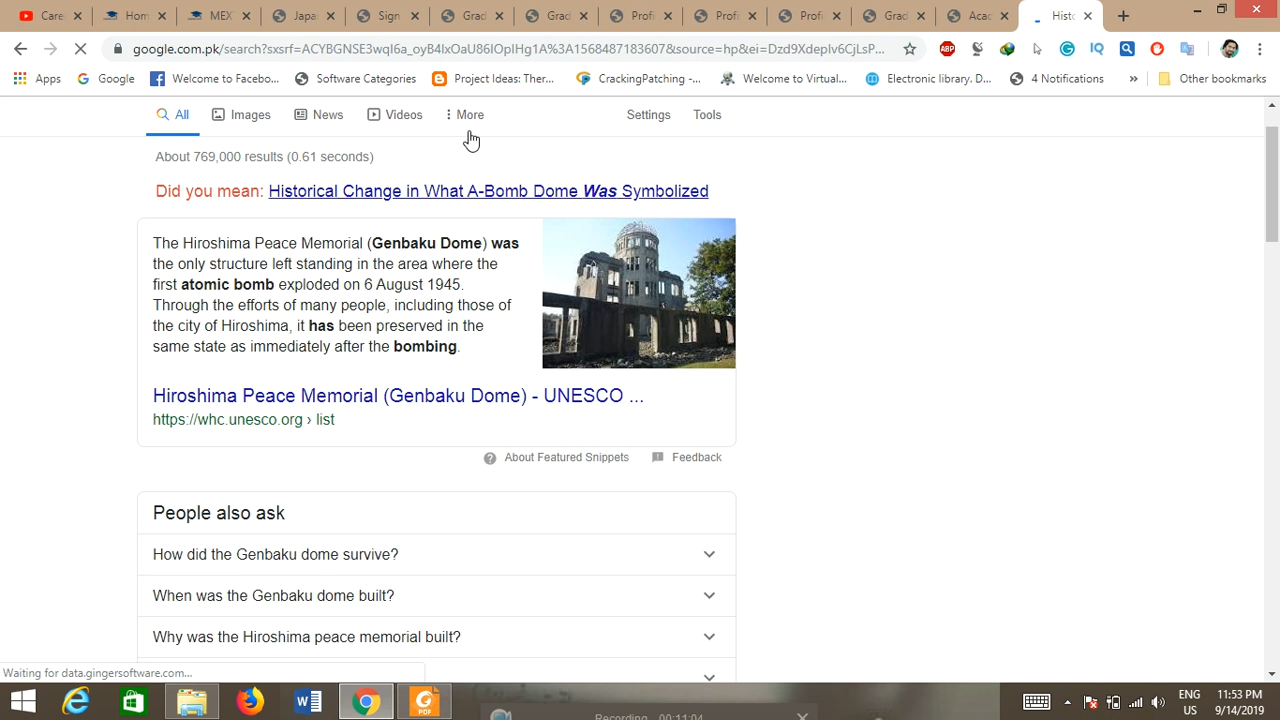 Care
Hom
MEX
Japa
Sign
Grad
Grad
Profi
Profi
Profi
Grad
Acac
Histo
google.com.pk/search?sxsrf=ACYBGNSE3wqI6a_oyB4IxOaU86IOpIHg1A%3A1568487183607&source=hp&ei=Dzd9XdepIv6CjLsP...
Apps
Google
Welcome to Facebo...
Software Categories
Project Ideas: Ther...
CrackingPatching -...
Welcome to Virtual...
Electronic library. D...
4 Notifications
»
Other bookmarks
All
Images
News
Videos
More
Settings
Tools
About 769,000 results (0.61 seconds)
Did you mean: Historical Change in What A-Bomb Dome Was Symbolized
The Hiroshima Peace Memorial (Genbaku Dome) was
the only structure left standing in the area where the
first atomic bomb exploded on 6 August 1945.
Through the efforts of many people, including those of
the city of Hiroshima, it has been preserved in the
same state as immediately after the bombing.
Hiroshima Peace Memorial (Genbaku Dome) - UNESCO ...
https://whc.unesco.org › list
About Featured Snippets
Feedback
People also ask
How did the Genbaku dome survive?
When was the Genbaku dome built?
Why was the Hiroshima peace memorial built?
Waiting for data.gingersoftware.com...
Recording... 00:11:04
ENG
US
11:53 PM
9/14/2019